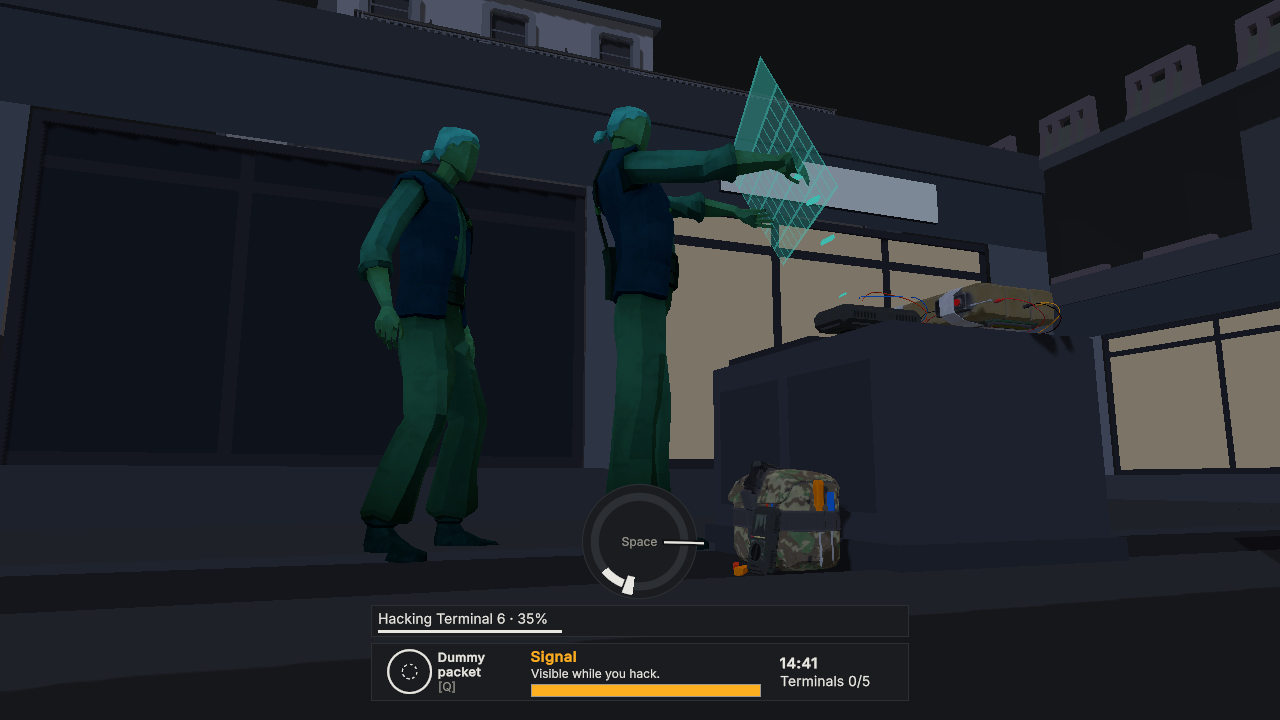 Space
Hacking Terminal 6 · 35%
Dummy
packet
[Q]
Signal
Visible while you hack.
14:41
Terminals 0/5